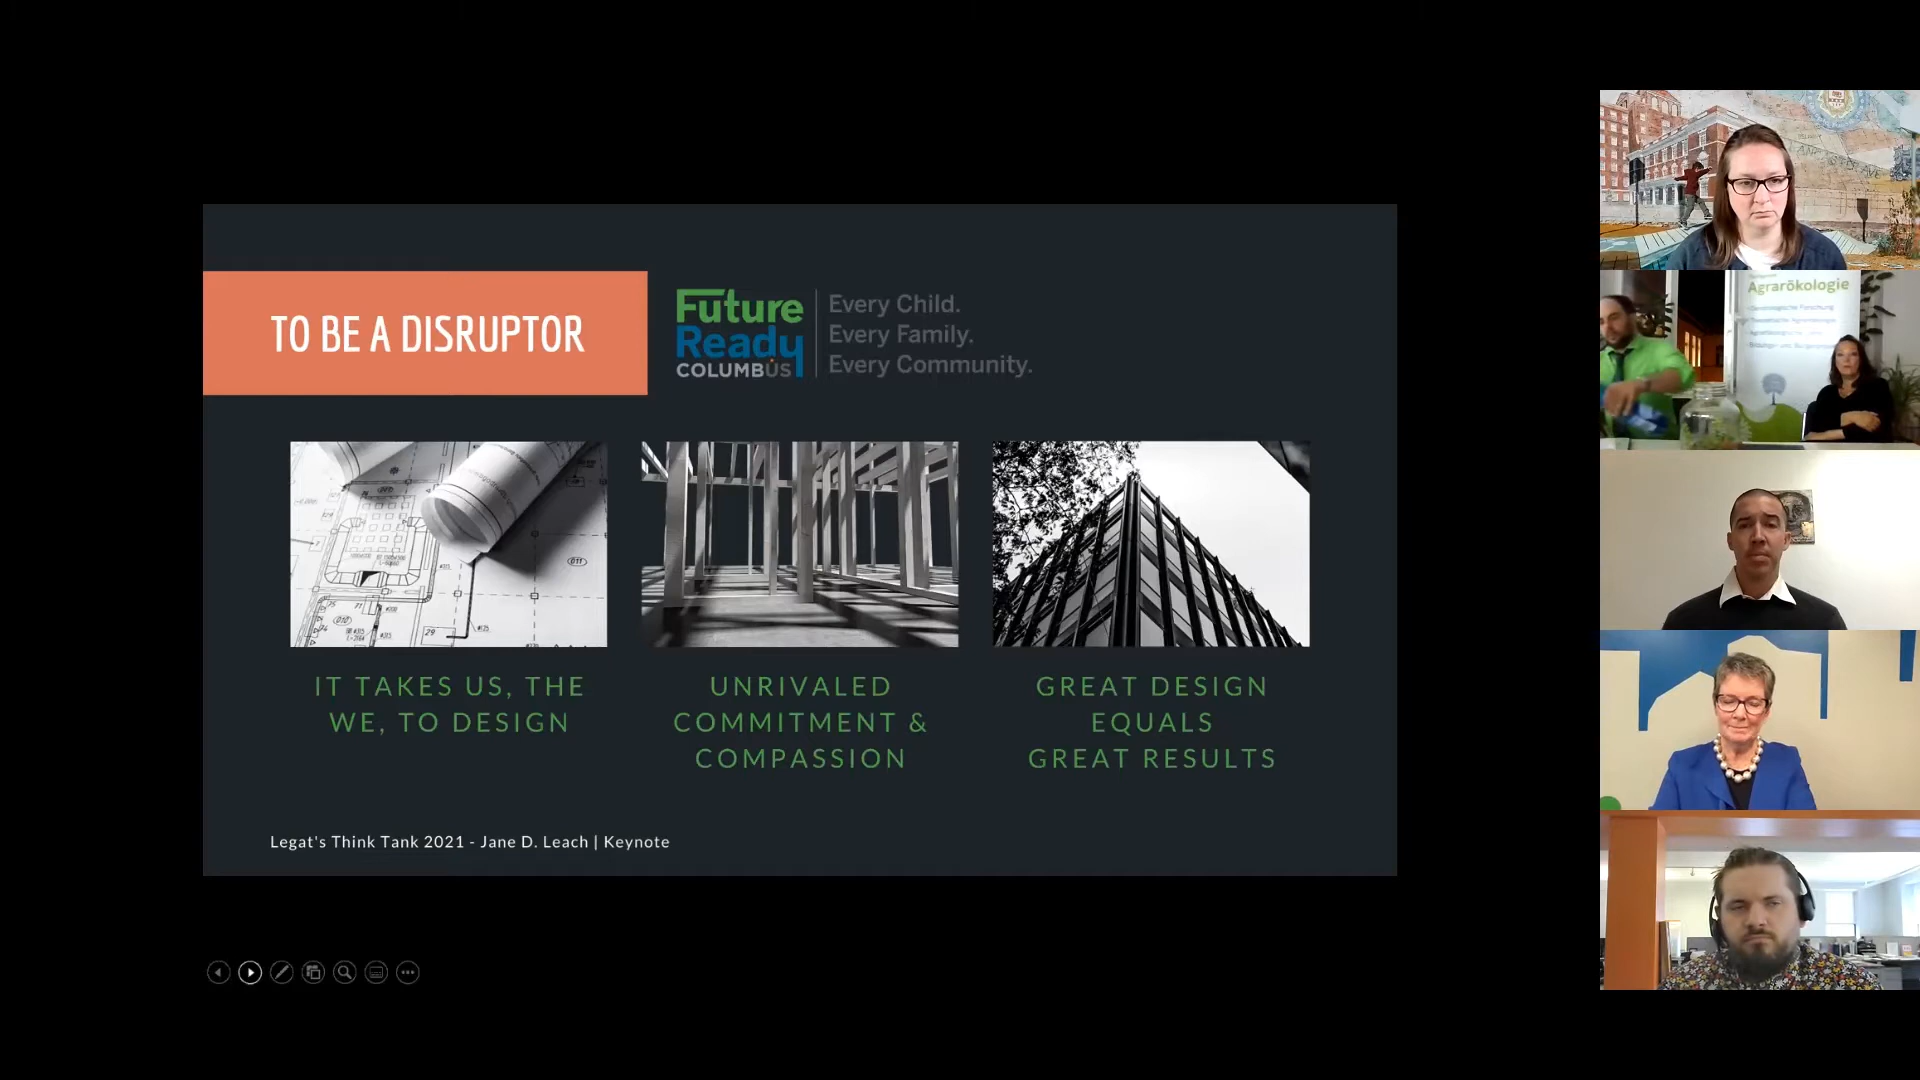 TO BE A DISRUPTOR
Future
Ready
COLUMBUS
Every Child.
Every Family.
Every Community.
IT TAKES US, THE
WE, TO DESIGN
UNRIVALED
COMMITMENT &
COMPASSION
GREAT DESIGN
EQUALS
GREAT RESULTS
Legat's Think Tank 2021 - Jane D. Leach | Keynote
Agrarökologie
29